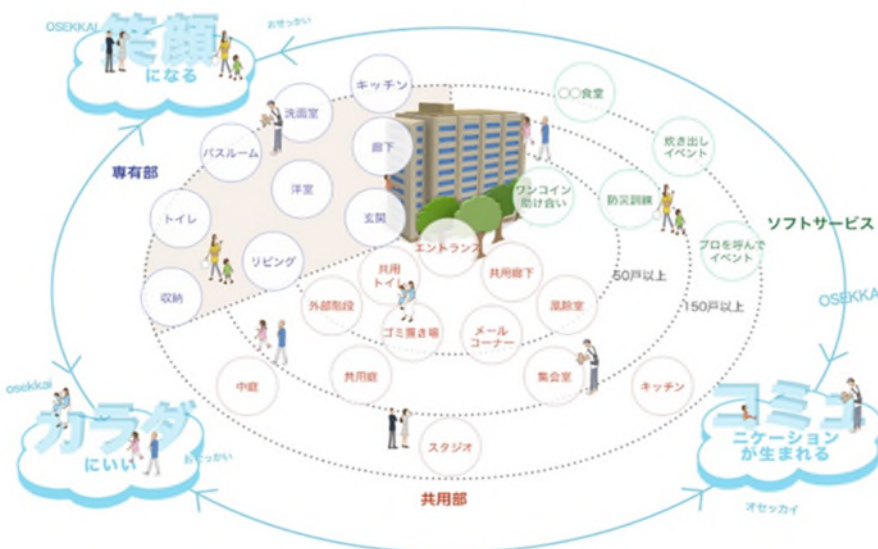 OSEKKAI
おせっかい
笑顔
になる
キッチン
〇〇食堂
洗面室
炊き出し
イベント
バスルーム
廊下
専有部
洋室
ワンコイン
助け合い
防災訓練
トイレ
玄関
ソフトサービス
プロを呼んで
イベント
エントランス
リビング
共用
トイレ
共用廊下
50戸以上
収納
外部階段
風除室
150戸以上
OSEKKAI
ゴミ置き場
メール
コーナー
osekkai
中庭
共用庭
集会室
キッチン
カラダ
にいい
おせっかい
コミュ
ニケーション
が生まれる
スタジオ
共用部
オセッカイ